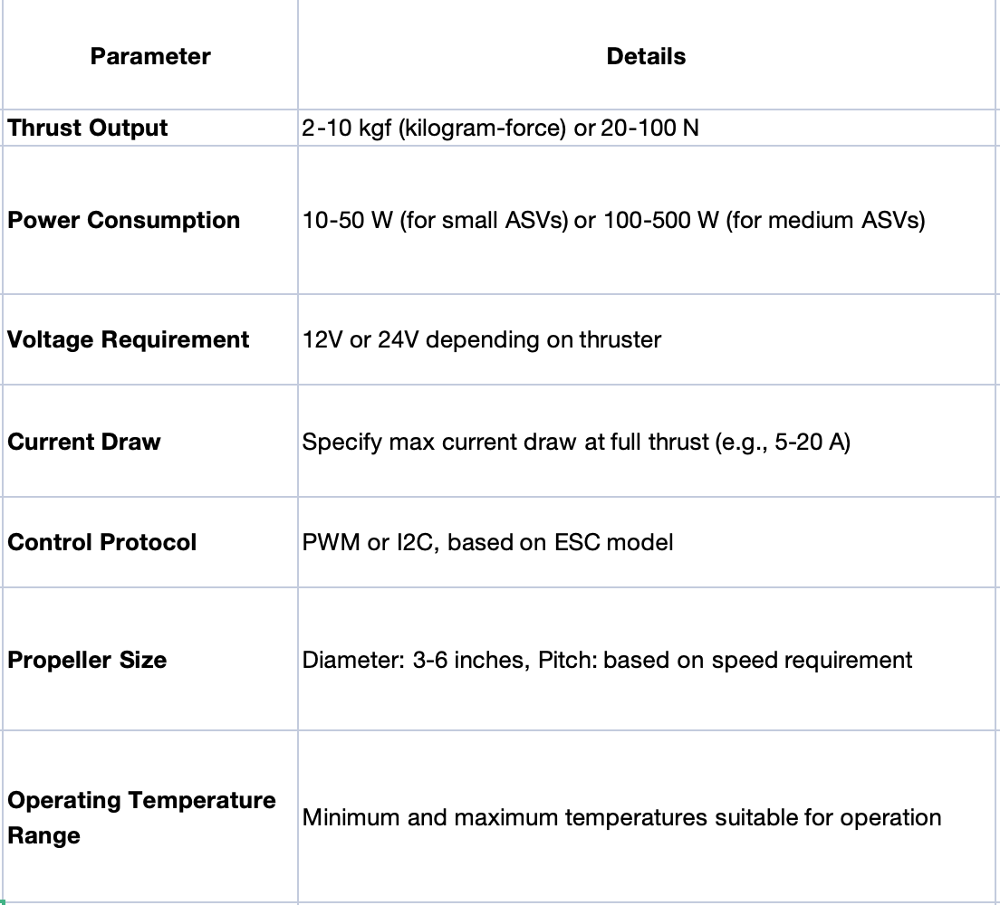 Parameter Details
Thrust Output 2-10 kgf (kilogram-force) or 20-100 N
Power Consumption 10-50 W (for small ASVs) or 100-500 W (for medium ASVs)
Voltage Requirement 12V or 24V depending on thruster
Current Draw Specify max current draw at full thrust (e.g., 5-20 A)
Control Protocol PWM or I2C, based on ESC model
Propeller Size Diameter: 3-6 inches, Pitch: based on speed requirement
Operating Temperature
Range
Minimum and maximum temperatures suitable for operation